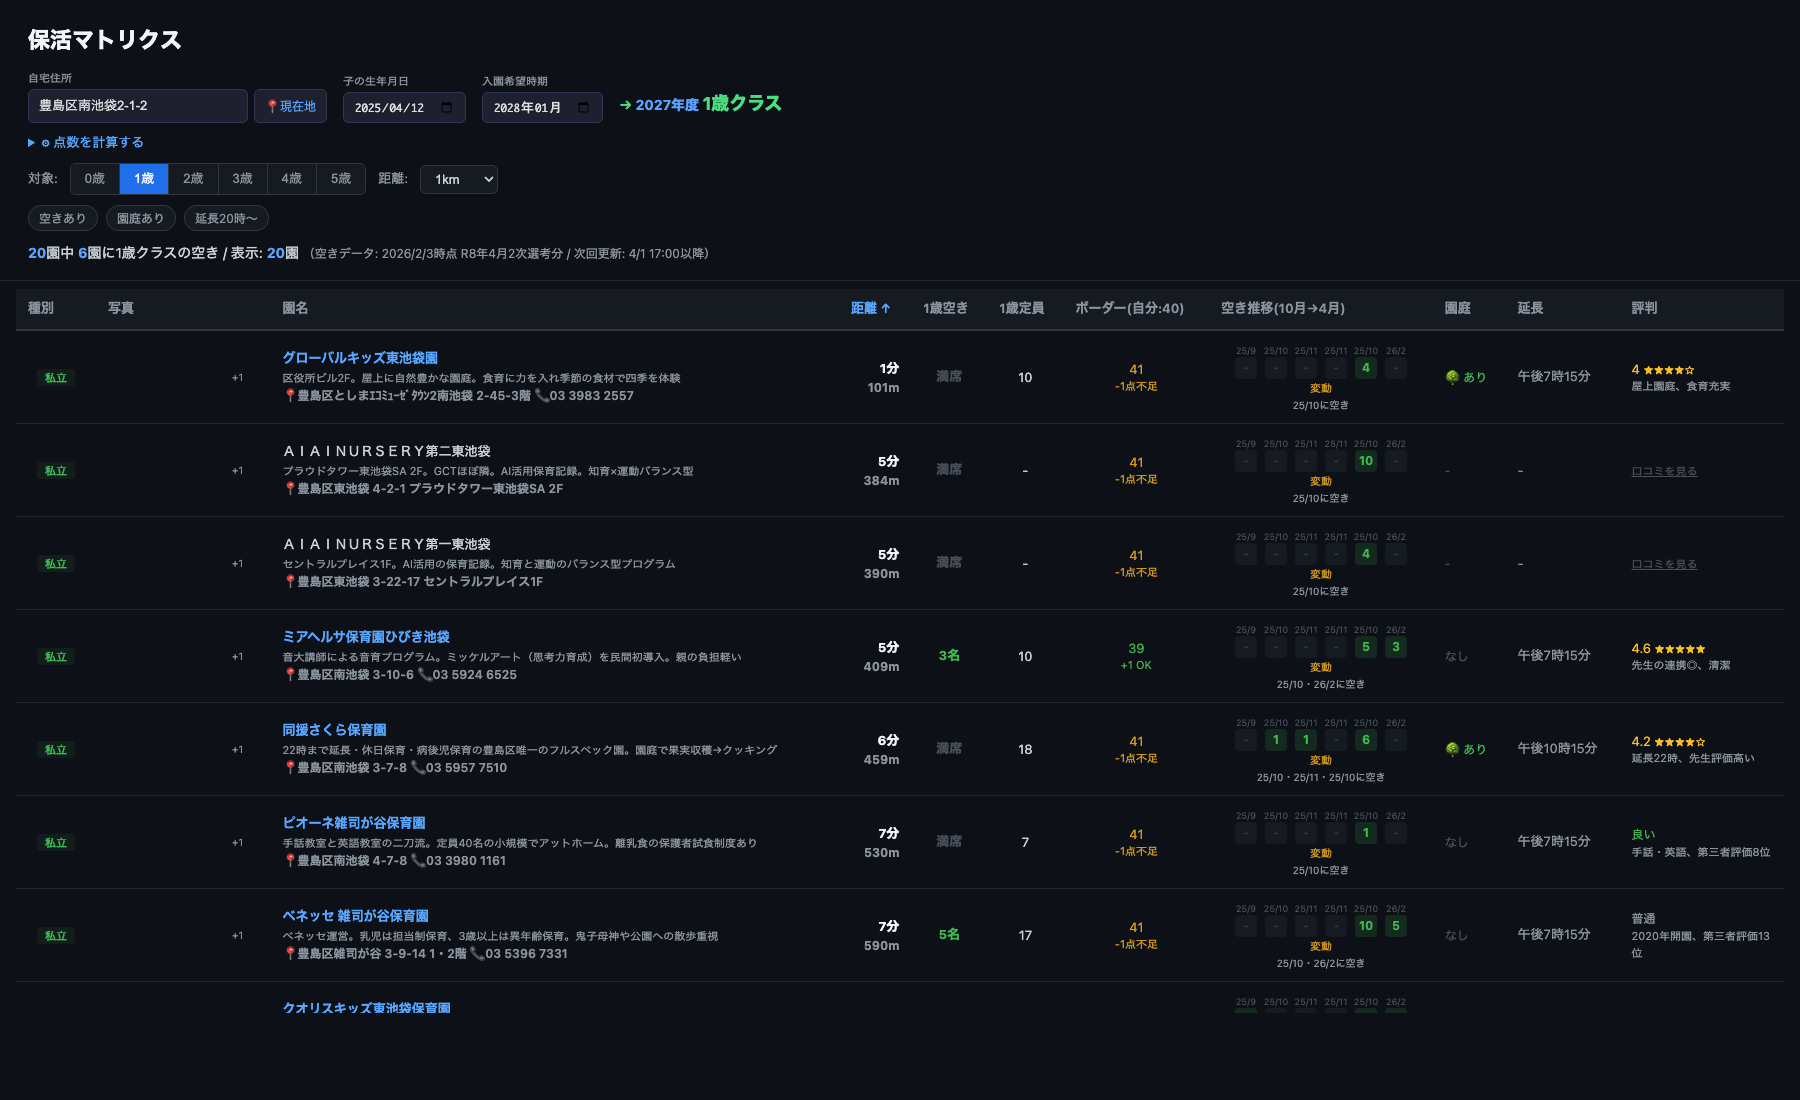 保活マトリクス
自宅住所
子の生年月日
入園希望時期
豊島区南池袋2-1-2
📍現在地
2025/04/12
2028年01月
→ 2027年度 1歳クラス
▶ ⚙ 点数を計算する
対象: 0歳 1歳 2歳 3歳 4歳 5歳 距離: 1km
空きあり 園庭あり 延長20時〜
20園中 6園に1歳クラスの空き / 表示: 20園 (空きデータ: 2026/2/3時点 R8年4月2次選考分 / 次回更新: 4/1 17:00以降)
種別 写真 園名 距離 ↑ 1歳空き 1歳定員 ボーダー(自分:40) 空き推移(10月→4月) 園庭 延長 評判
私立
+1
グローバルキッズ東池袋園
区役所ビル2F。屋上に自然豊かな園庭。食育に力を入れ季節の食材で四季を体験
📍豊島区としまエコミューゼタウン2南池袋 2-45-3階 📞03 3983 2557
1分
101m
満席
10
41
-1点不足
25/9 25/10 25/11 25/11 25/10 26/2
- - - - 4 -
変動
25/10に空き
🌳 あり
午後7時15分
4 ★★★★☆
屋上園庭、食育充実
私立
+1
ＡＩＡＩＮＵＲＳＥＲＹ第二東池袋
プラウドタワー東池袋SA 2F。GCTほぼ隣。AI活用保育記録。知育×運動バランス型
📍豊島区東池袋 4-2-1 プラウドタワー東池袋SA 2F
5分
384m
満席
-
41
-1点不足
25/9 25/10 25/11 25/11 25/10 26/2
- - - - 10 -
変動
25/10に空き
-
-
口コミを見る
私立
+1
ＡＩＡＩＮＵＲＳＥＲＹ第一東池袋
セントラルプレイス1F。AI活用の保育記録。知育と運動のバランス型プログラム
📍豊島区東池袋 3-22-17 セントラルプレイス1F
5分
390m
満席
-
41
-1点不足
25/9 25/10 25/11 25/11 25/10 26/2
- - - - 4 -
変動
25/10に空き
-
-
口コミを見る
私立
+1
ミアヘルサ保育園ひびき池袋
音大講師による音育プログラム。ミッケルアート（思考力育成）を民間初導入。親の負担軽い
📍豊島区南池袋 3-10-6 📞03 5924 6525
5分
409m
3名
10
39
+1 OK
25/9 25/10 25/11 25/11 25/10 26/2
- - - - 5 3
変動
25/10・26/2に空き
なし
午後7時15分
4.6 ★★★★★
先生の連携◎、清潔
私立
+1
同援さくら保育園
22時まで延長・休日保育・病後児保育の豊島区唯一のフルスペック園。園庭で果実収穫→クッキング
📍豊島区南池袋 3-7-8 📞03 5957 7510
6分
459m
満席
18
41
-1点不足
25/9 25/10 25/11 25/11 25/10 26/2
- 1 1 - 6 -
変動
25/10・25/11・25/10に空き
🌳 あり
午後10時15分
4.2 ★★★★☆
延長22時、先生評価高い
私立
+1
ピオーネ雑司が谷保育園
手話教室と英語教室の二刀流。定員40名の小規模でアットホーム。離乳食の保護者試食制度あり
📍豊島区南池袋 4-7-8 📞03 3980 1161
7分
530m
満席
7
41
-1点不足
25/9 25/10 25/11 25/11 25/10 26/2
- - - - 1 -
変動
25/10に空き
なし
午後7時15分
良い
手話・英語、第三者評価8位
私立
+1
ベネッセ 雑司が谷保育園
ベネッセ運営。乳児は担当制保育、3歳以上は異年齢保育。鬼子母神や公園への散歩重視
📍豊島区雑司が谷 3-9-14 1・2階 📞03 5396 7331
7分
590m
5名
17
41
-1点不足
25/9 25/10 25/11 25/11 25/10 26/2
- - - - 10 5
変動
25/10・26/2に空き
なし
午後7時15分
普通
2020年開園、第三者評価13
位
クオリスキッズ東池袋保育園
25/9 25/10 25/11 25/11 25/10 26/2